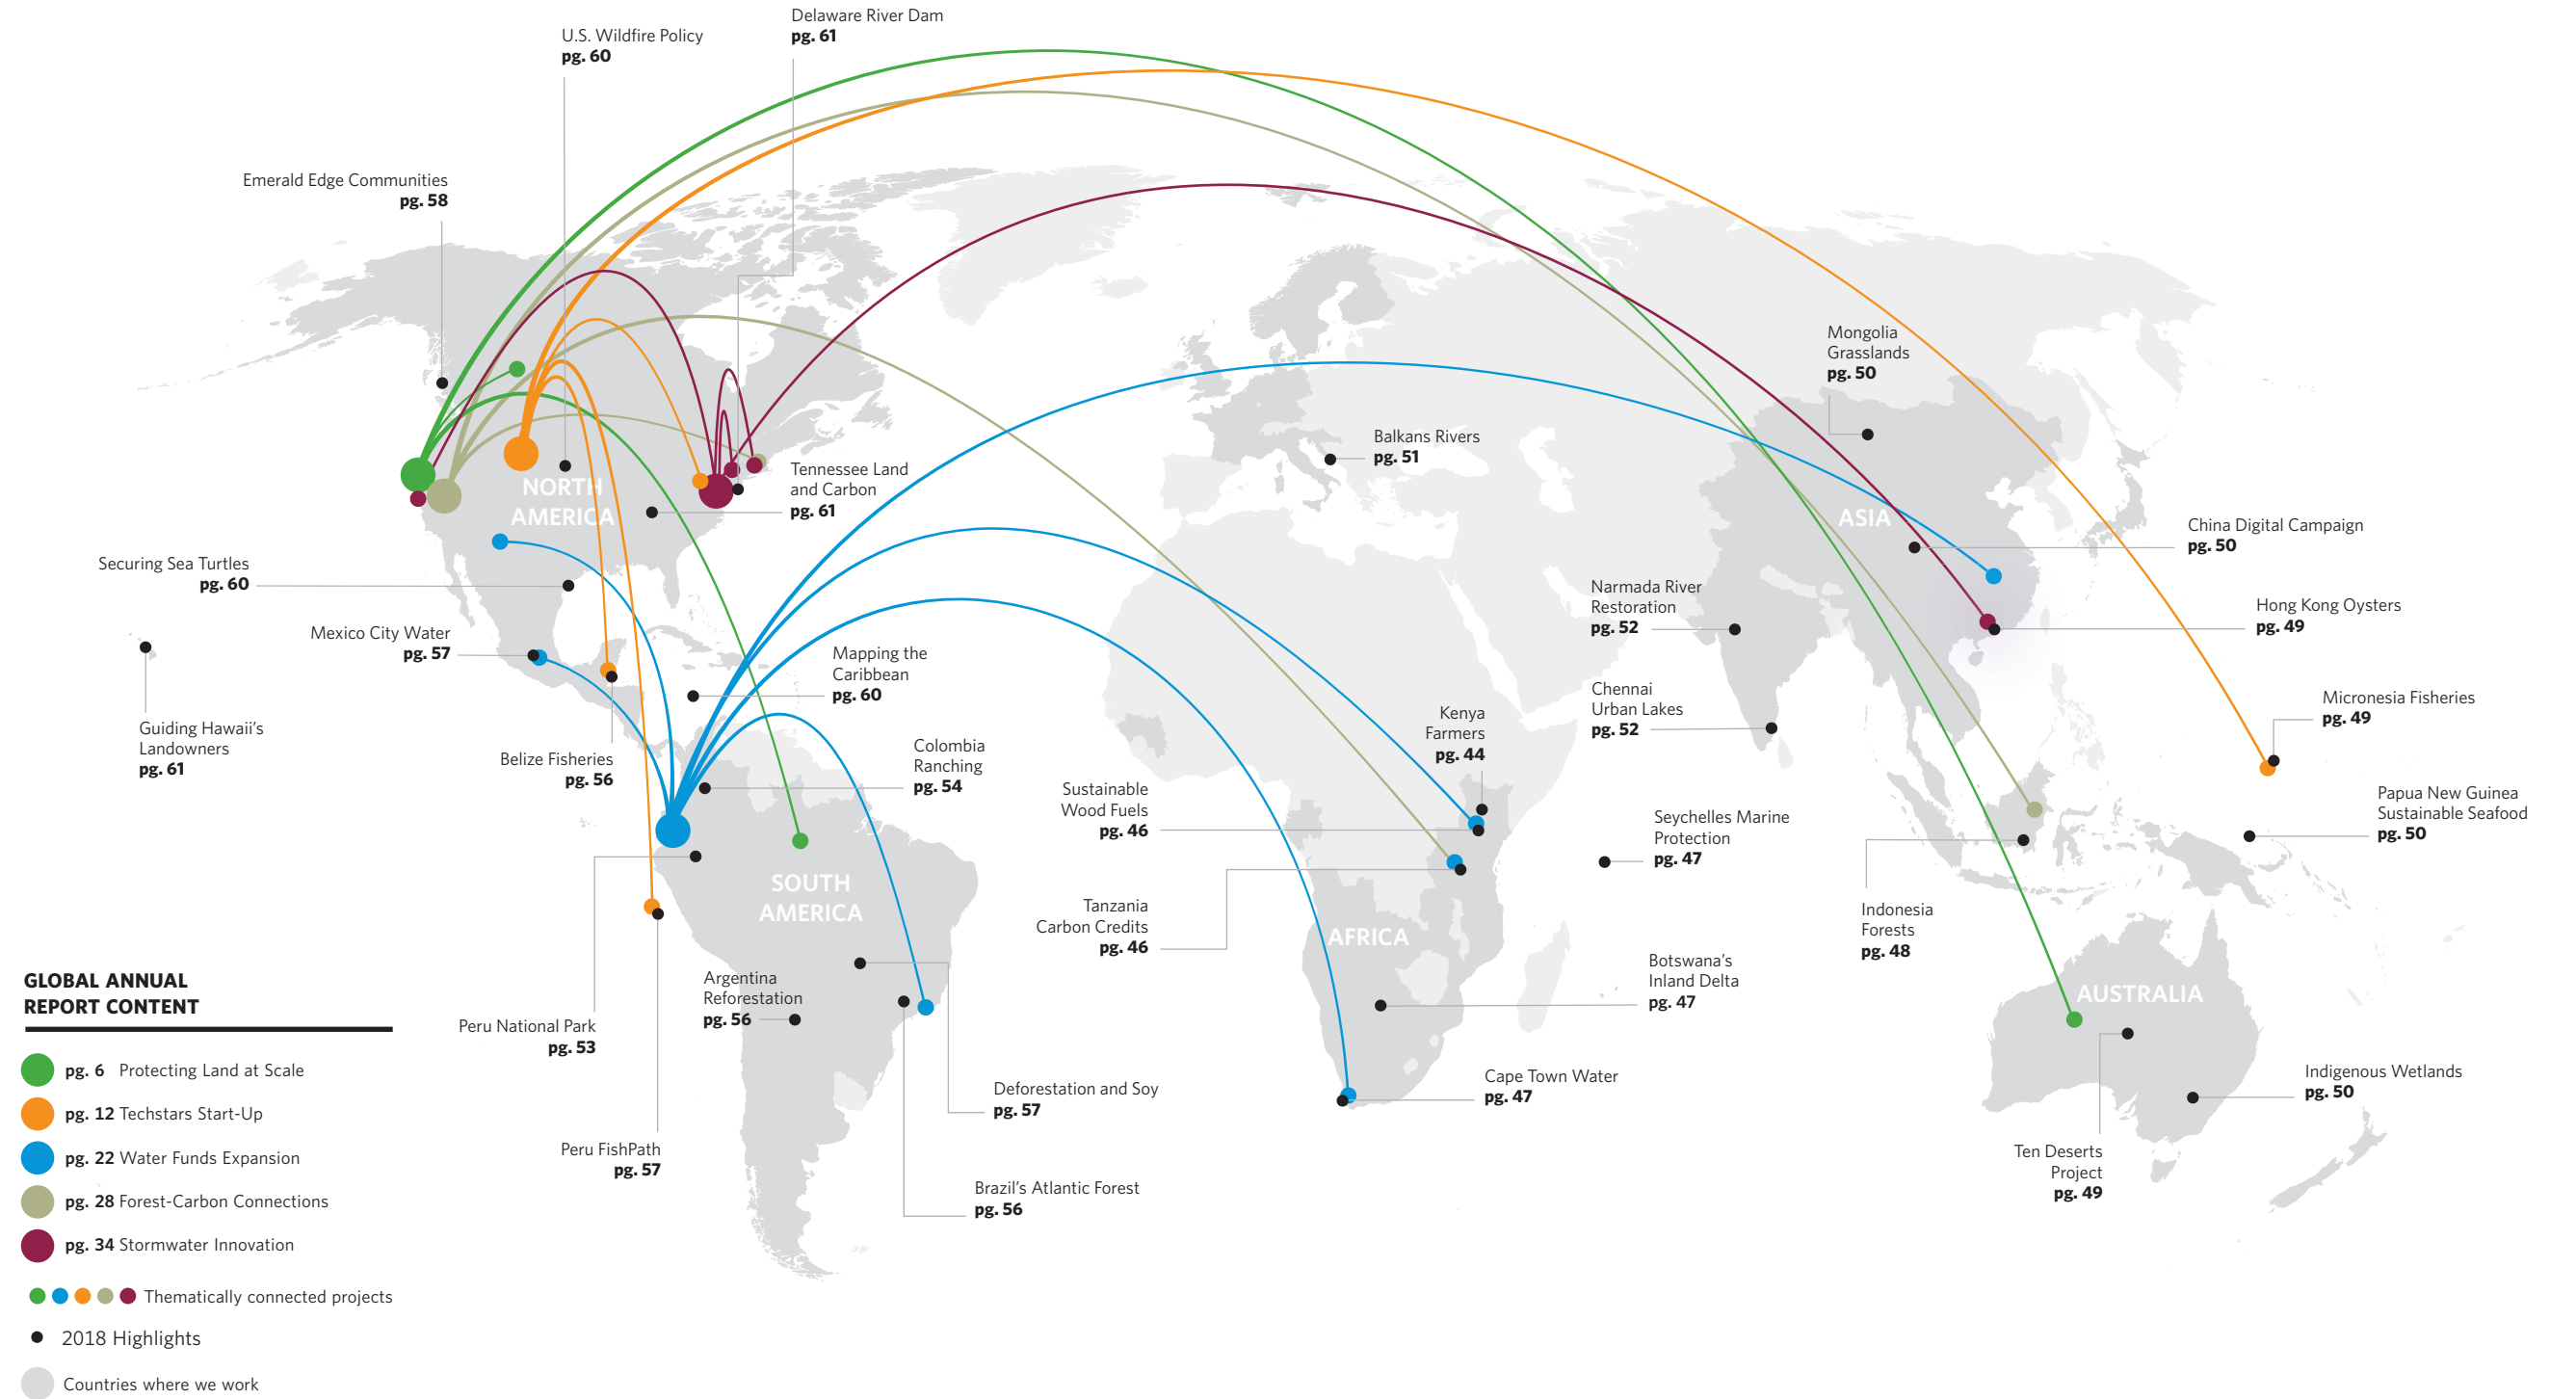 Delaware River Dam
pg. 61
U.S. Wildfire Policy
pg. 60
Emerald Edge Communities
pg. 58
Mongolia
Grasslands
pg. 50
Balkans Rivers
pg. 51
Tennessee Land
and Carbon
pg. 61
NORTH
AMERICA
ASIA
China Digital Campaign
pg. 50
Securing Sea Turtles
pg. 60
Narmada River
Restoration
pg. 52
Hong Kong Oysters
pg. 49
Mexico City Water
pg. 57
Mapping the
Caribbean
pg. 60
Chennai
Urban Lakes
pg. 52
Micronesia Fisheries
pg. 49
Guiding Hawaii’s
Landowners
pg. 61
Belize Fisheries
pg. 56
Colombia
Ranching
pg. 54
Kenya
Farmers
pg. 44
Sustainable
Wood Fuels
pg. 46
Seychelles Marine
Protection
pg. 47
Papua New Guinea
Sustainable Seafood
pg. 50
SOUTH
AMERICA
Tanzania
Carbon Credits
pg. 46
AFRICA
Indonesia
Forests
pg. 48
Botswana’s
Inland Delta
pg. 47
AUSTRALIA
Argentina
Reforestation
pg. 56
Peru National Park
pg. 53
Deforestation and Soy
pg. 57
Cape Town Water
pg. 47
Indigenous Wetlands
pg. 50
Peru FishPath
pg. 57
Ten Deserts
Project
pg. 49
Brazil’s Atlantic Forest
pg. 56
GLOBAL ANNUAL
REPORT CONTENT
pg. 6 Protecting Land at Scale
pg. 12 Techstars Start-Up
pg. 22 Water Funds Expansion
pg. 28 Forest-Carbon Connections
pg. 34 Stormwater Innovation
Thematically connected projects
2018 Highlights
Countries where we work